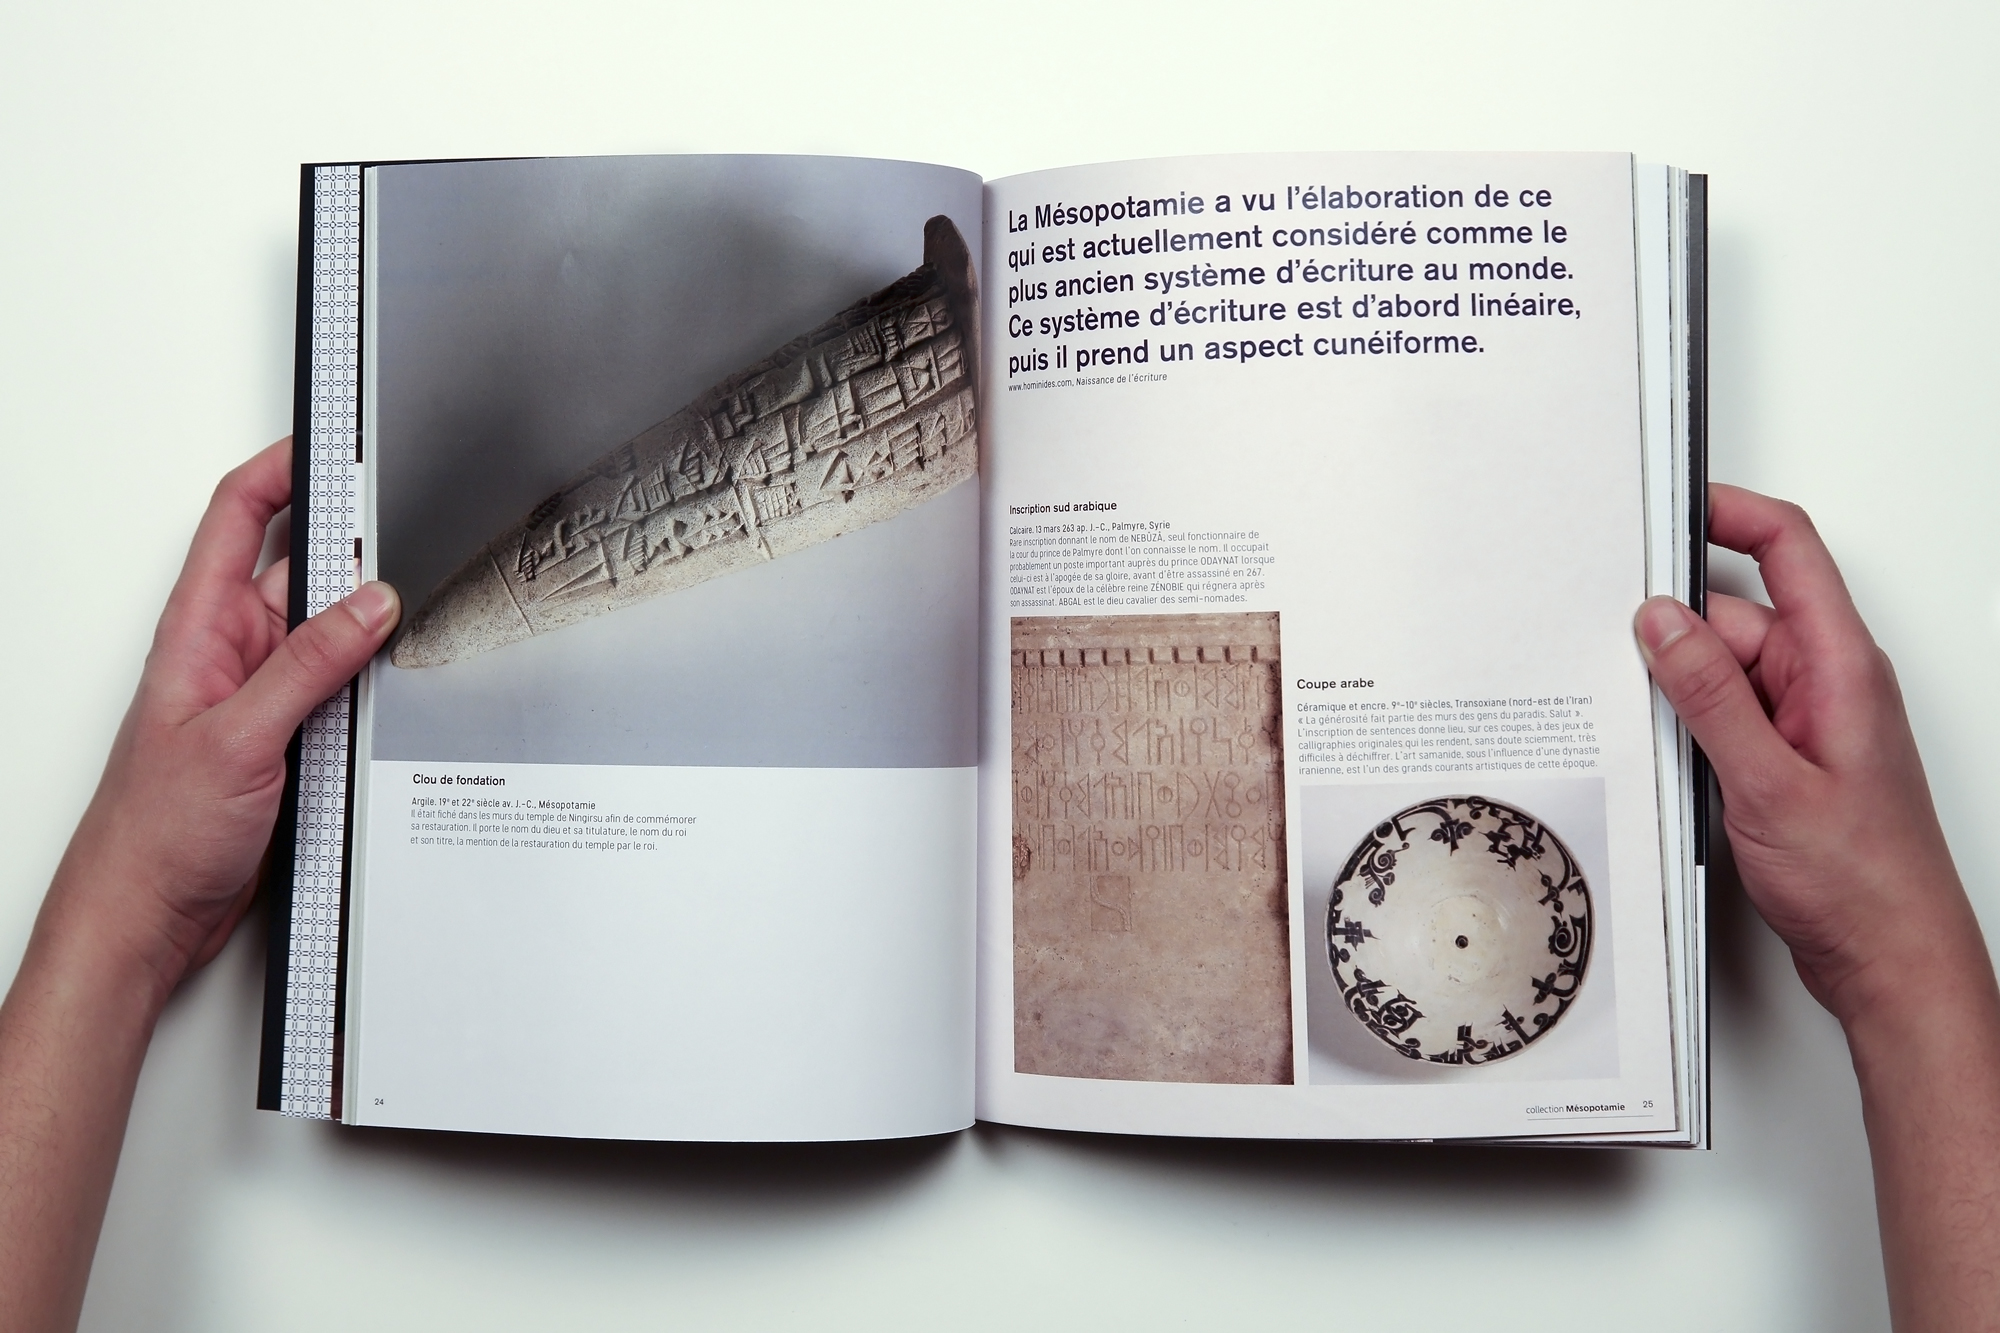 Clou de fondation
Argile. 19e et 22e siècle av. J.-C., Mésopotamie
Il était fiché dans les murs du temple de Ningirsu afin de commémorer
sa restauration. Il porte le nom du dieu et sa titulature, le nom du roi
et son titre, la mention de la restauration du temple par le roi.
24
La Mésopotamie a vu l'élaboration de ce
qui est actuellement considéré comme le
plus ancien système d'écriture au monde.
Ce système d'écriture est d'abord linéaire,
puis il prend un aspect cunéiforme.
www.hominides.com, Naissance de l'écriture
Inscription sud arabique
Calcaire. 13 mars 263 ap. J.-C., Palmyre, Syrie
Rare inscription donnant le nom de NEBÛZÂ, seul fonctionnaire de
la cour du prince de Palmyre dont l'on connaisse le nom. Il occupait
probablement un poste important auprès du prince ODAYNAT lorsque
celui-ci est à l'apogée de sa gloire, avant d'être assassiné en 267.
ODAYNAT est l'époux de la célèbre reine ZÉNOBIE qui régnera après
son assassinat. ABGAL est le dieu cavalier des semi-nomades.
Coupe arabe
Céramique et encre. 9e-10e siècles, Transoxiane (nord-est de l'Iran)
« La générosité fait partie des murs des gens du paradis. Salut ».
L'inscription de sentences donne lieu, sur ces coupes, à des jeux de
calligraphies originales qui les rendent, sans doute sciemment, très
difficiles à déchiffrer. L'art samanide, sous l'influence d'une dynastie
iranienne, est l'un des grands courants artistiques de cette époque.
collection Mésopotamie 25